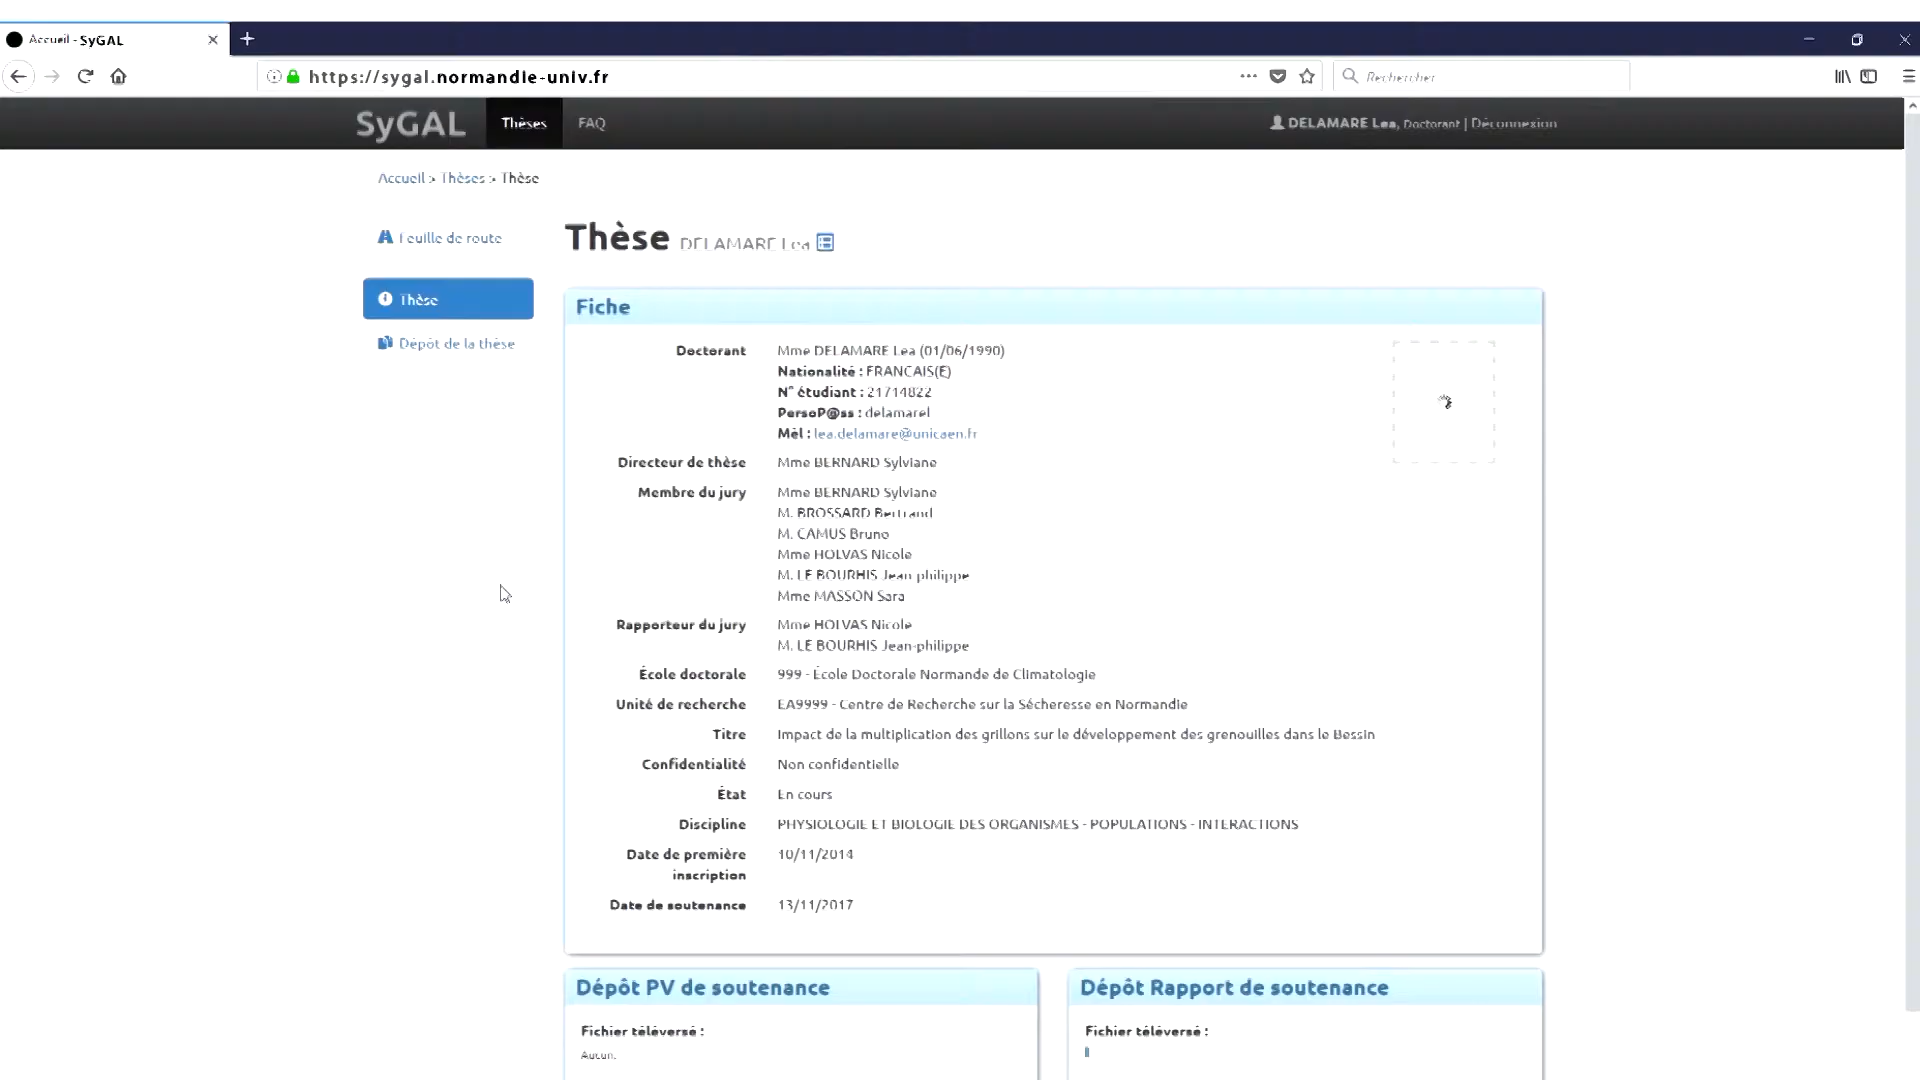 Accueil - SyGAL
https://sygal.normandie-univ.fr
Rechercher
SyGAL Thèses FAQ DELAMARE Lea, Doctorant | Déconnexion
Accueil > Thèses > Thèse
Feuille de route
Thèse
Dépôt de la thèse
Thèse DELAMARE Lea
Fiche
Doctorant Mme DELAMARE Lea (01/06/1990)
Nationalité : FRANCAIS(E)
N° étudiant : 21714822
PersoP@ss : delamarel
Mél : lea.delamare@unicaen.fr
Directeur de thèse Mme BERNARD Sylviane
Membre du jury Mme BERNARD Sylviane
M. BROSSARD Bertrand
M. CAMUS Bruno
Mme HOLVAS Nicole
M. LE BOURHIS Jean-philippe
Mme MASSON Sara
Rapporteur du jury Mme HOLVAS Nicole
M. LE BOURHIS Jean-philippe
École doctorale 999 - École Doctorale Normande de Climatologie
Unité de recherche EA9999 - Centre de Recherche sur la Sécheresse en Normandie
Titre Impact de la multiplication des grillons sur le développement des grenouilles dans le Bessin
Confidentialité Non confidentielle
État En cours
Discipline PHYSIOLOGIE ET BIOLOGIE DES ORGANISMES - POPULATIONS - INTERACTIONS
Date de première 10/11/2014
inscription
Date de soutenance 13/11/2017
Dépôt PV de soutenance
Fichier téléversé :
Aucun.
Dépôt Rapport de soutenance
Fichier téléversé :